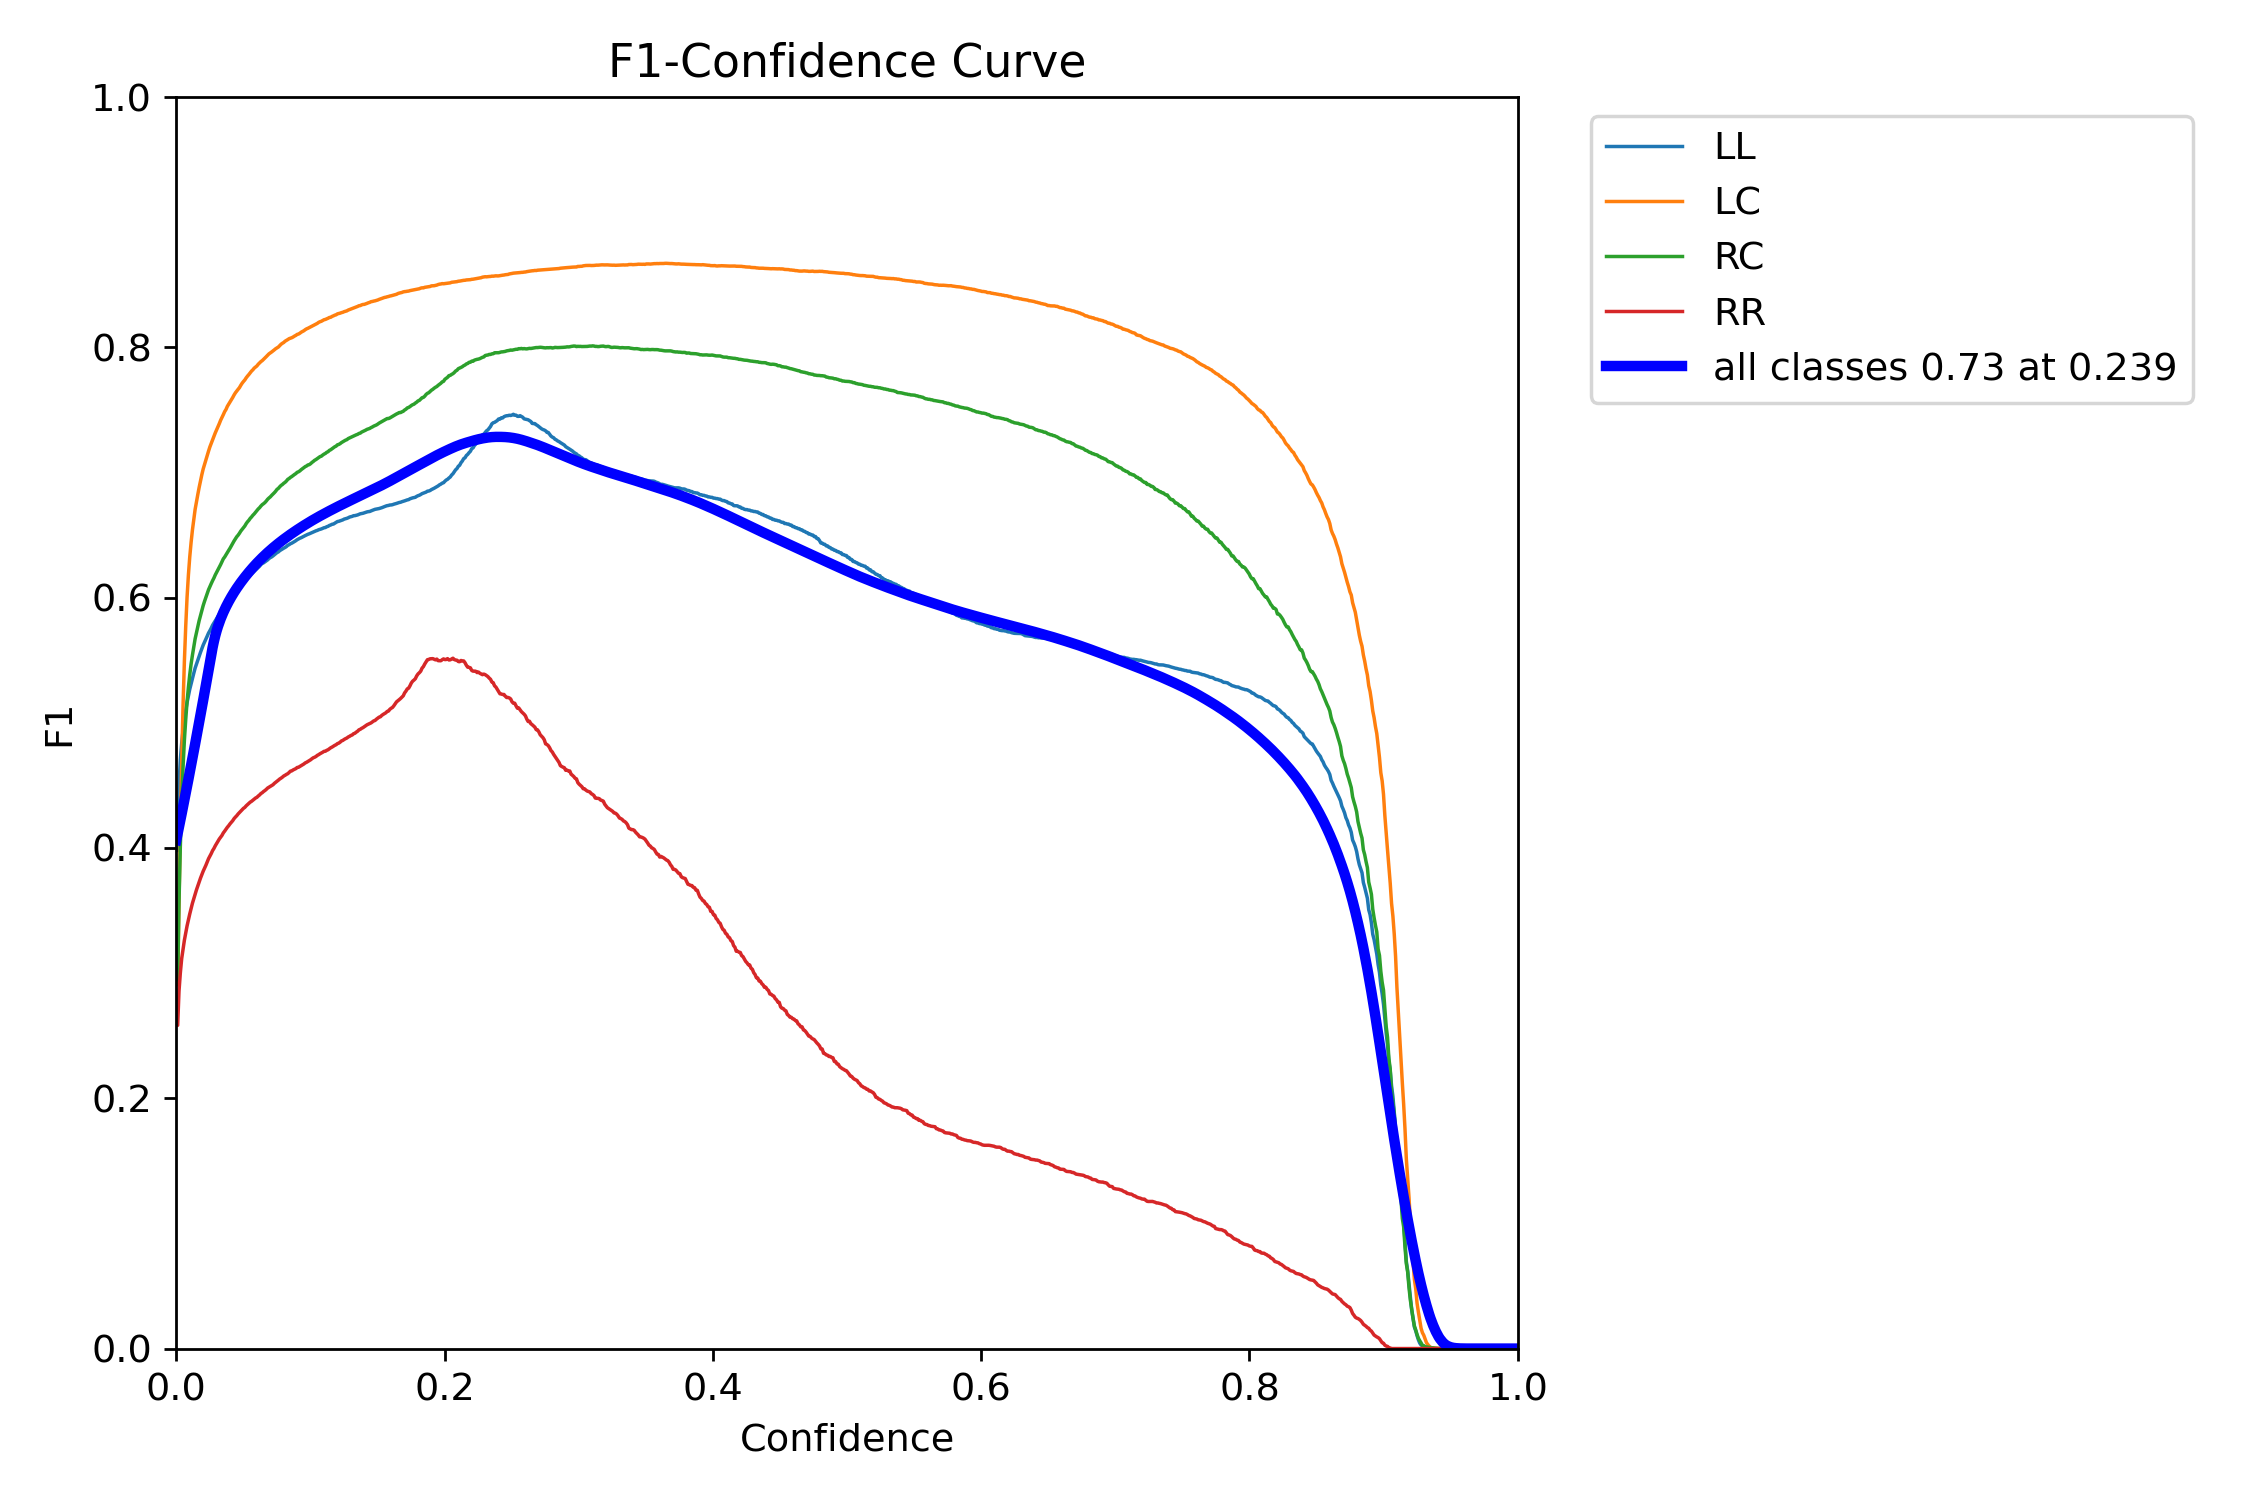 F1-Confidence Curve
1.0
0.8
0.6
0.4
0.2
0.0
F1
0.0 0.2 0.4 0.6 0.8 1.0
Confidence
LL
LC
RC
RR
all classes 0.73 at 0.239